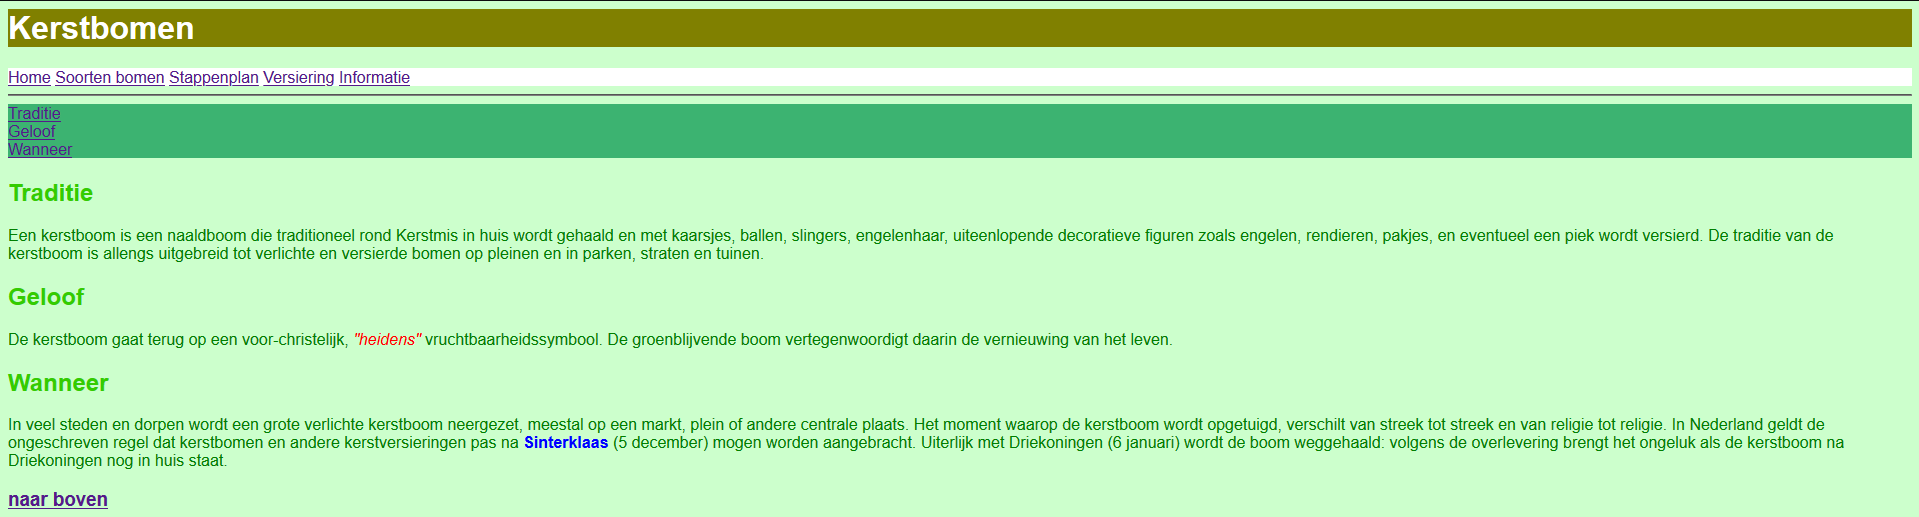 Kerstbomen
Home Soorten bomen Stappenplan Versiering Informatie
Traditie
Geloof
Wanneer
Traditie
Een kerstboom is een naaldboom die traditioneel rond Kerstmis in huis wordt gehaald en met kaarsjes, ballen, slingers, engelenhaar, uiteenlopende decoratieve figuren zoals engelen, rendieren, pakjes, en eventueel een piek wordt versierd. De traditie van de
kerstboom is allengs uitgebreid tot verlichte en versierde bomen op pleinen en in parken, straten en tuinen.
Geloof
De kerstboom gaat terug op een voor-christelijk, "heidens" vruchtbaarheidssymbool. De groenblijvende boom vertegenwoordigt daarin de vernieuwing van het leven.
Wanneer
In veel steden en dorpen wordt een grote verlichte kerstboom neergezet, meestal op een markt, plein of andere centrale plaats. Het moment waarop de kerstboom wordt opgetuigd, verschilt van streek tot streek en van religie tot religie. In Nederland geldt de
ongeschreven regel dat kerstbomen en andere kerstversieringen pas na Sinterklaas (5 december) mogen worden aangebracht. Uiterlijk met Driekoningen (6 januari) wordt de boom weggehaald: volgens de overlevering brengt het ongeluk als de kerstboom na
Driekoningen nog in huis staat.
naar boven